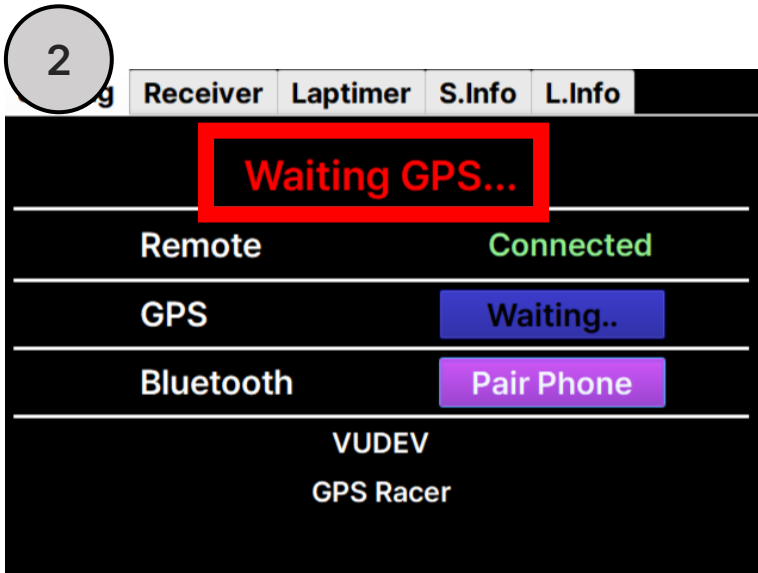 2
Receiver Laptimer S.Info L.Info
Waiting GPS...
Remote Connected
GPS Waiting..
Bluetooth Pair Phone
VUDEV
GPS Racer